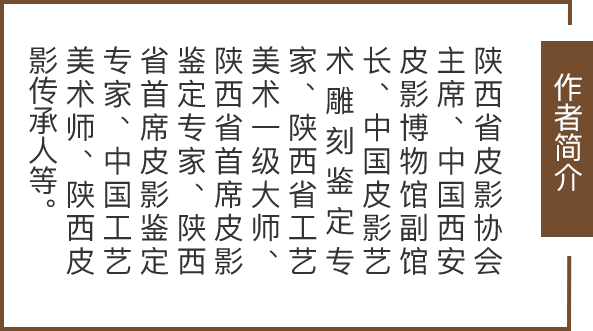 作者简介
陕西省皮影协会
主席、中国西安
皮影博物馆副馆
长、中国皮影艺
术雕刻鉴定专
家、陕西省工艺
美术一级大师、
陕西省首席皮影
鉴定专家、陕西
省首席皮影鉴定
专家、中国工艺
美术师、陕西皮
影传承人等。